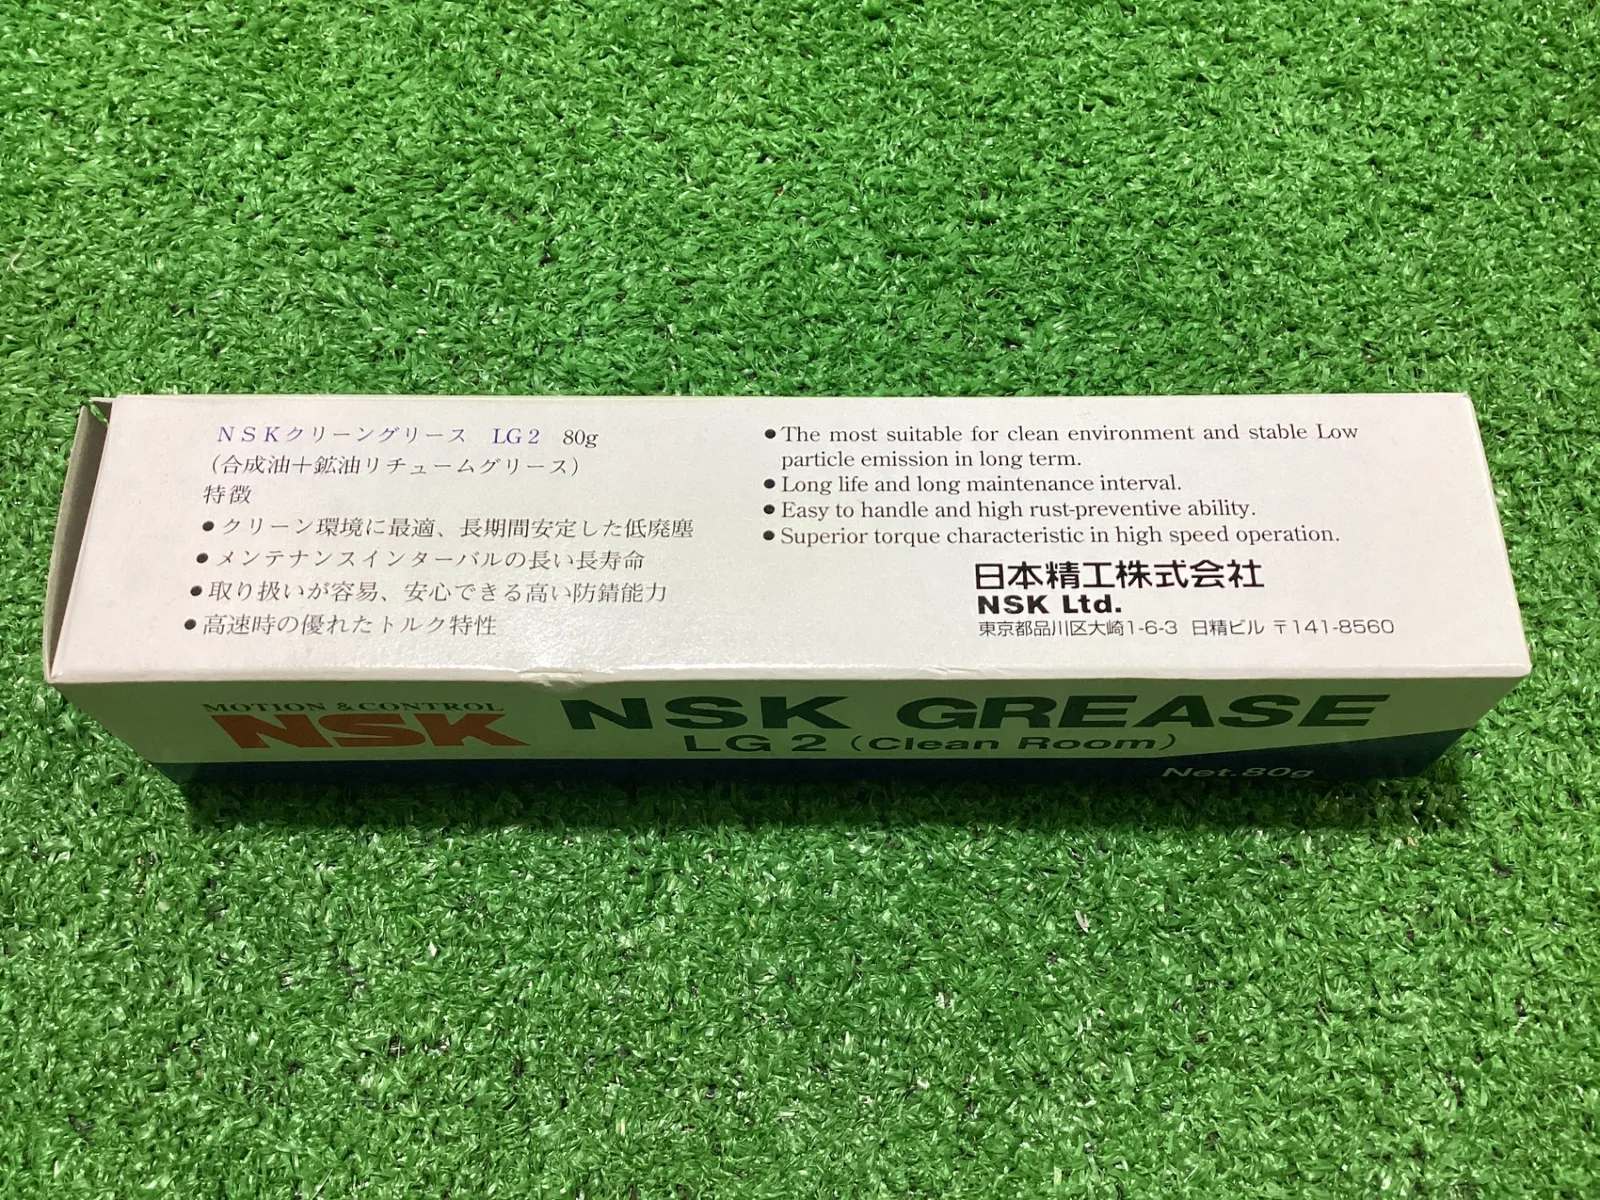 NSKクリーングリース LG2 80g
(合成油+鉱油リチュームグリース)
特徴
●クリーン環境に最適、長期間安定した低廃塵
●メンテナンスインターバルの長い長寿命
●取り扱いが容易、安心できる高い防錆能力
●高速時の優れたトルク特性
●The most suitable for clean environment and stable Low
particle emission in long term.
●Long life and long maintenance interval.
●Easy to handle and high rust-preventive ability.
●Superior torque characteristic in high speed operation.
日本精工株式会社
NSK Ltd.
東京都品川区大崎1-6-3 日精ビル 〒141-8560
MOTION & CONTROL
NSK
NSK GREASE
LG 2 (Clean Room)
Net.80g